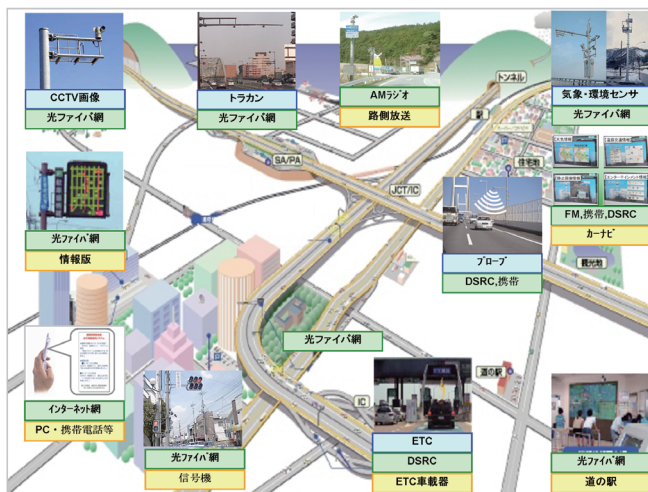 CCTV画像
光ファイバ網
トラカン
光ファイバ網
AMラジオ
路側放送
気象・環境センサ
光ファイバ網
トンネル
駅
住宅地
SA/PA
JCT/IC
FM,携帯,DSRC
カーナビ
光ファイバ網
情報版
プローブ
DSRC,携帯
観光地
光ファイバ網
道の駅
IC
インターネット網
PC・携帯電話等
光ファイバ網
信号機
ETC
DSRC
ETC車載器
光ファイバ網
道の駅